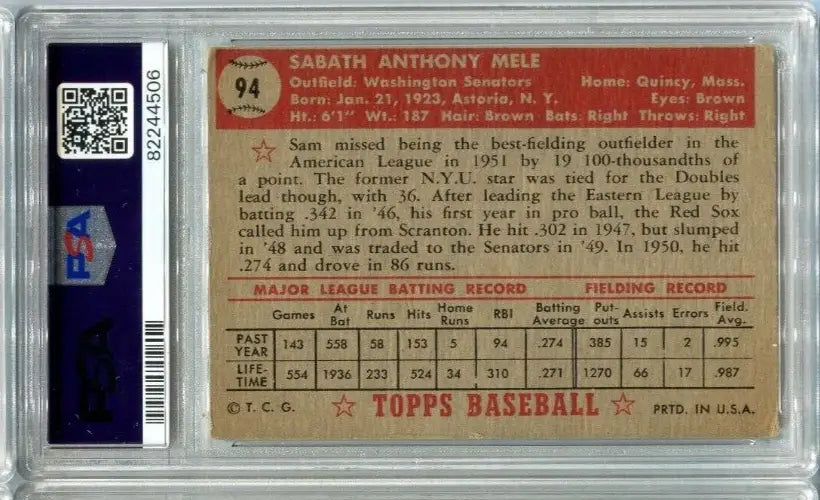 82244506
PSA
PSA
94
SABATH ANTHONY MELE
Outfield: Washington Senators Home: Quincy, Mass.
Born: Jan. 21, 1923, Astoria, N. Y. Eyes: Brown
Ht.: 6'1" Wt.: 187 Hair: Brown Bats: Right Throws: Right
Sam missed being the best-fielding outfielder in the
American League in 1951 by 19 100-thousandths of
a point. The former N.Y.U. star was tied for the Doubles
lead though, with 36. After leading the Eastern League by
batting .342 in '46, his first year in pro ball, the Red Sox
called him up from Scranton. He hit .302 in 1947, but slumped
in '48 and was traded to the Senators in '49. In 1950, he hit
.274 and drove in 86 runs.
MAJOR LEAGUE BATTING RECORD FIELDING RECORD
Games At Bat Runs Hits Home Runs RBI Batting Average Put-outs Assists Errors Field. Avg.
PAST YEAR 143 558 58 153 5 94 .274 385 15 2 .995
LIFE-TIME 554 1936 233 524 34 310 .271 1270 66 17 .987
© T. C. G. TOPPS BASEBALL PRTD. IN U.S.A.